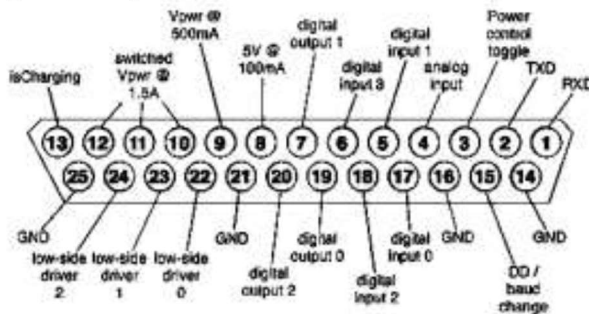 Vpwr @
500mA
digital
output 1
digital
input 1
Power
control
toggle
isCharging
switched
Vpwr @
1.5A
5V @
100mA
digital
input 3
analog
input
TXD
RXD
13 12 11 10 9 8 7 6 5 4 3 2 1
25 24 23 22 21 20 19 18 17 16 15 14
GND
low-side
driver
2
low-side
driver
1
low-side
driver
0
GND
digital
output 2
digital
output 0
digital
input 2
digital
input 0
GND
DD /
baud
change
GND